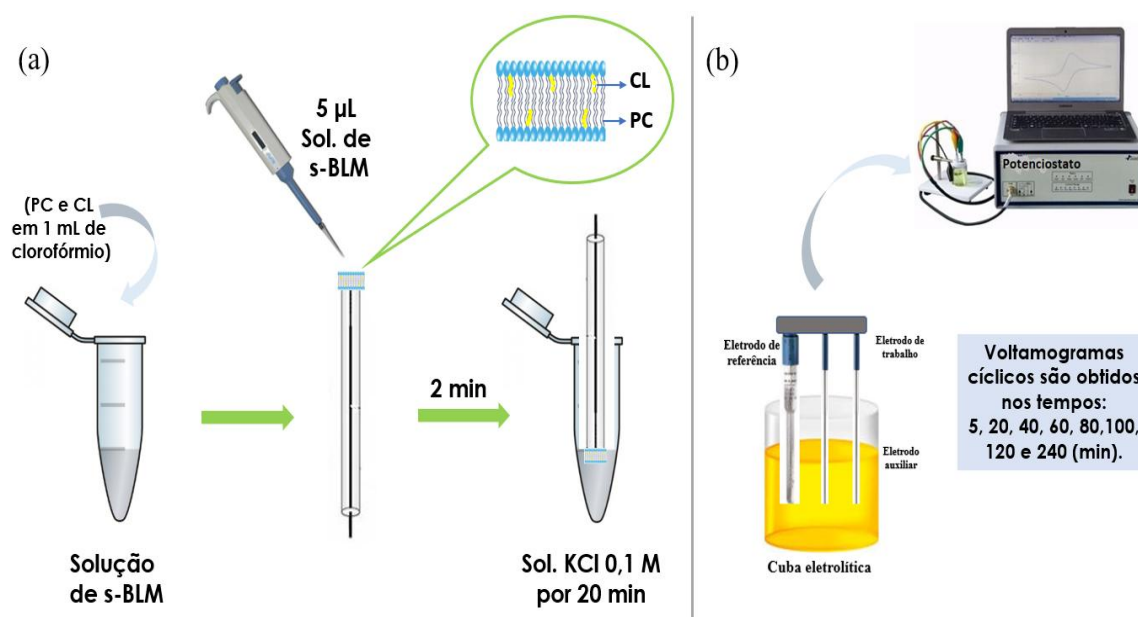 (a)
(PC e CL
em 1 mL de
clorofórmio)
5 µL
Sol. de
s-BLM
CL
PC
2 min
Solução
de s-BLM
Sol. KCl 0,1 M
por 20 min
(b)
Potenciostato
Eletrodo de
referência
Eletrodo de
trabalho
Eletrodo
auxiliar
Cuba eletrolítica
Voltamogramas
cíclicos são obtidos
nos tempos:
5, 20, 40, 60, 80,100,
120 e 240 (min).